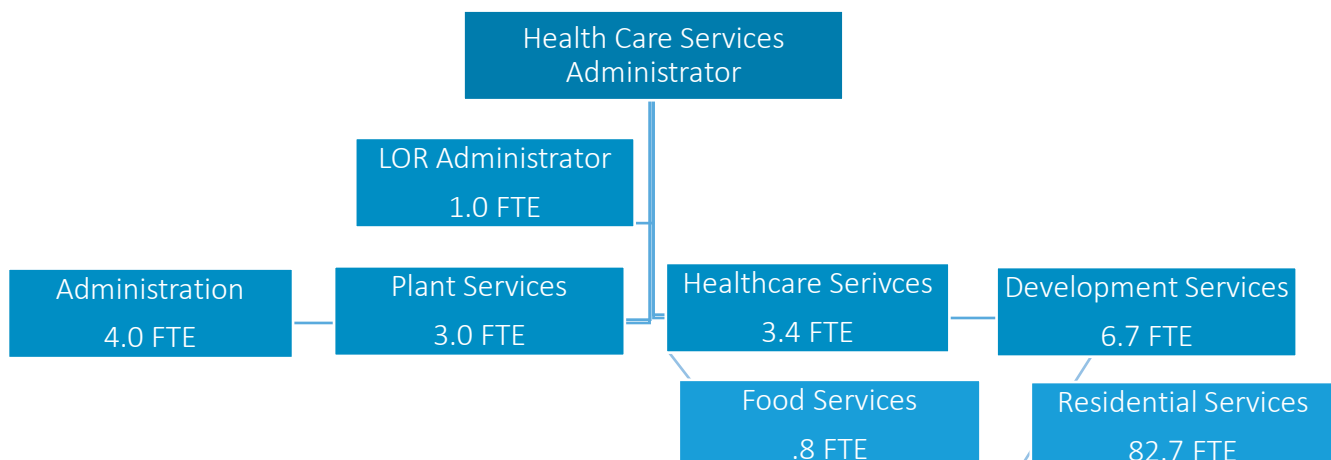 Health Care Services
Administrator
LOR Administrator
1.0 FTE
Administration
4.0 FTE
Plant Services
3.0 FTE
Healthcare Serivces
3.4 FTE
Development Services
6.7 FTE
Food Services
.8 FTE
Residential Services
82.7 FTE